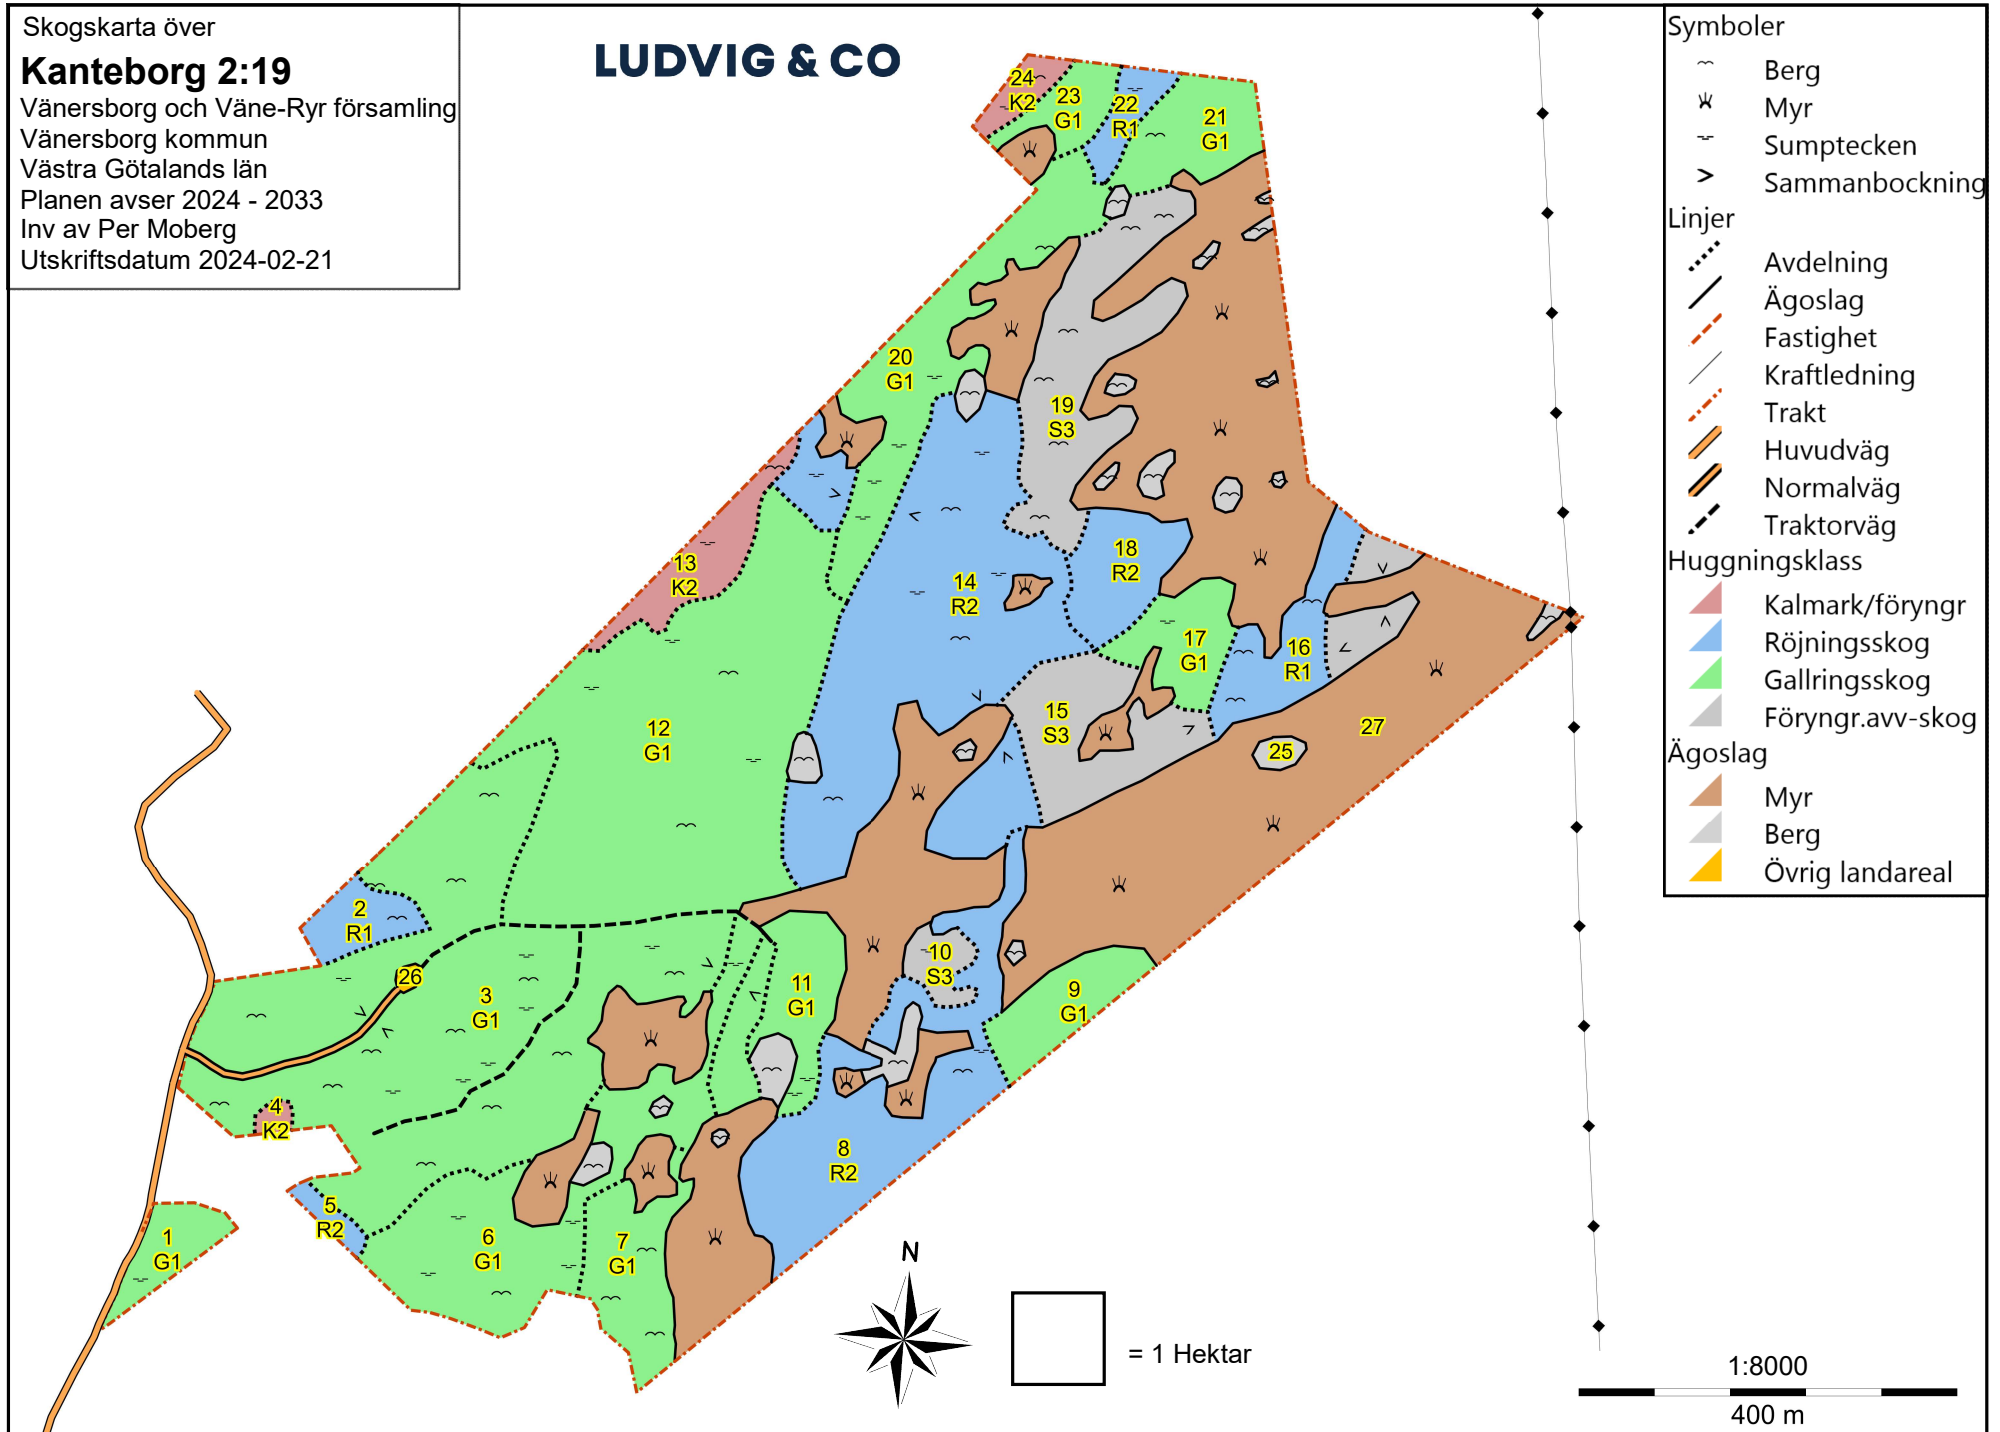 Skogskarta över
Kanteborg 2:19
Vänersborg och Väne-Ryr församling
Vänersborg kommun
Västra Götalands län
Planen avser 2024 - 2033
Inv av Per Moberg
Utskriftsdatum 2024-02-21
LUDVIG & CO
Symboler
Berg
Myr
Sumptecken
Sammanbockning
Linjer
Avdelning
Ägoslag
Fastighet
Kraftledning
Trakt
Huvudväg
Normalväg
Traktorväg
Huggningsklass
Kalmark/föryngr
Röjningsskog
Gallringsskog
Föryngr.avv-skog
Ägoslag
Myr
Berg
Övrig landareal
24
K2
23
G1
22
R1
21
G1
20
G1
19
S3
18
R2
13
K2
14
R2
17
G1
16
R1
15
S3
12
G1
27
25
2
R1
10
S3
26
3
G1
11
G1
9
G1
4
K2
8
R2
5
R2
1
G1
6
G1
7
G1
N
= 1 Hektar
1:8000
400 m